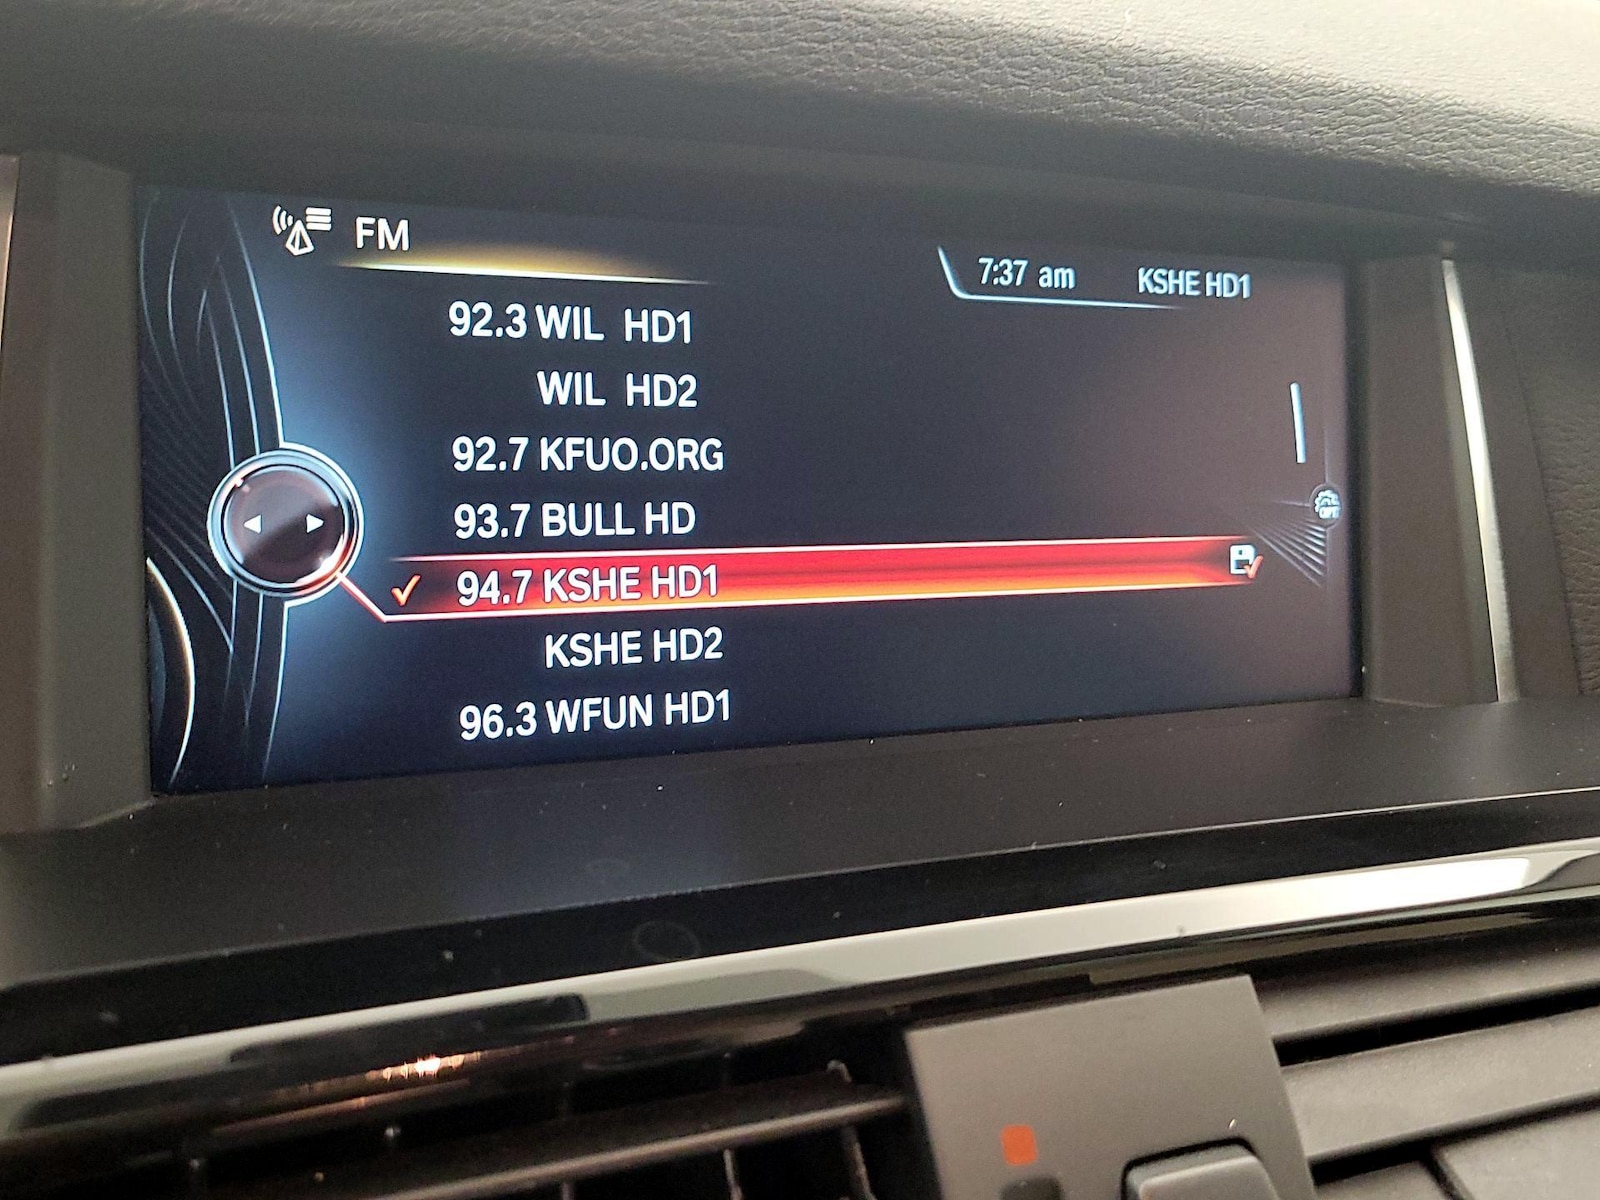 FM
7:37 am KSHE HD1
92.3 WIL HD1
WIL HD2
92.7 KFUO.ORG
93.7 BULL HD
94.7 KSHE HD1
KSHE HD2
96.3 WFUN HD1
OPT